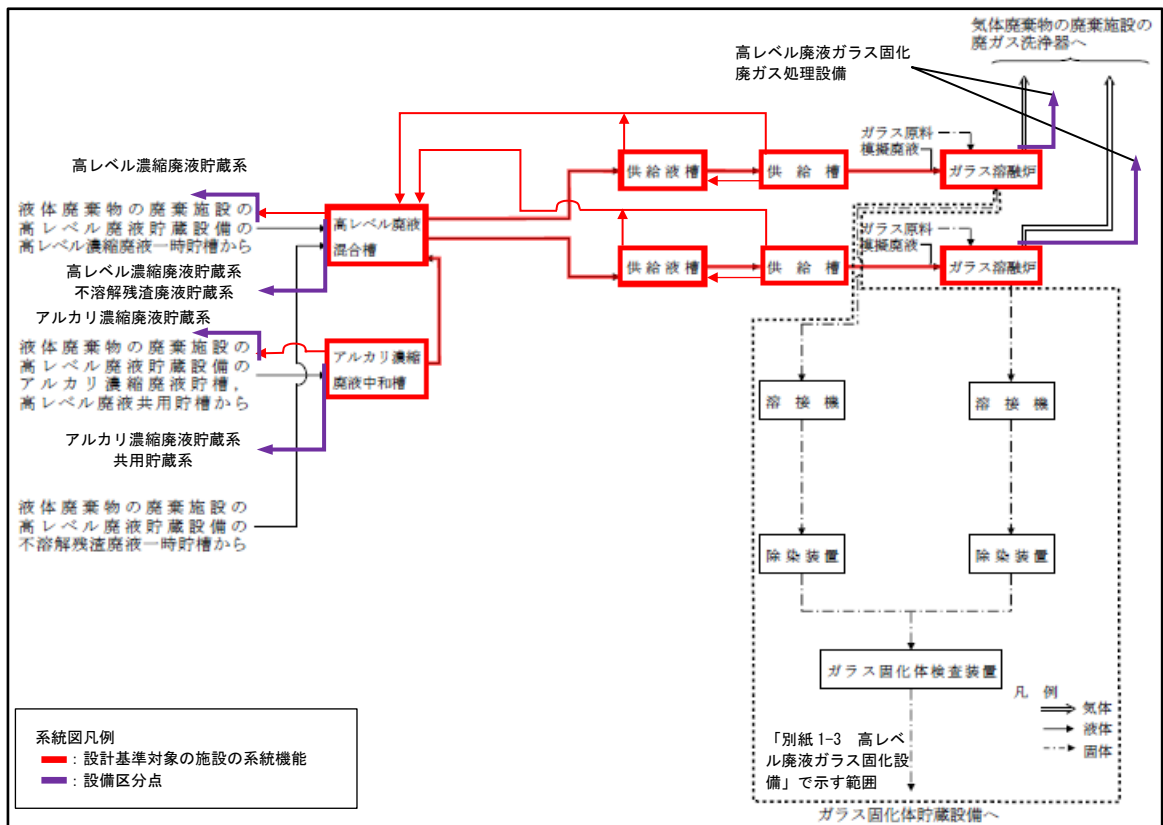 気体廃棄物の廃棄施設の
廃ガス洗浄器へ
高レベル廃液ガラス固化
廃ガス処理設備
高レベル濃縮廃液貯蔵系
液体廃棄物の廃棄施設の
高レベル廃液貯蔵設備の
高レベル濃縮廃液一時貯槽から
高レベル廃液
混合槽
高レベル濃縮廃液貯蔵系
不溶解残渣廃液貯蔵系
アルカリ濃縮廃液貯蔵系
液体廃棄物の廃棄施設の
高レベル廃液貯蔵設備の
アルカリ濃縮廃液貯槽，
高レベル廃液共用貯槽から
アルカリ濃縮
廃液中和槽
アルカリ濃縮廃液貯蔵系
共用貯蔵系
液体廃棄物の廃棄施設の
高レベル廃液貯蔵設備の
不溶解残渣廃液一時貯槽から
供給液槽
供給槽
ガラス原料
模擬廃液
ガラス溶融炉
供給液槽
供給槽
ガラス原料
模擬廃液
ガラス溶融炉
溶接機
溶接機
除染装置
除染装置
ガラス固化体検査装置
凡例
気体
液体
固体
「別紙1-3 高レベ
ル廃液ガラス固化設
備」で示す範囲
ガラス固化体貯蔵設備へ
系統図凡例
：設計基準対象の施設の系統機能
：設備区分点